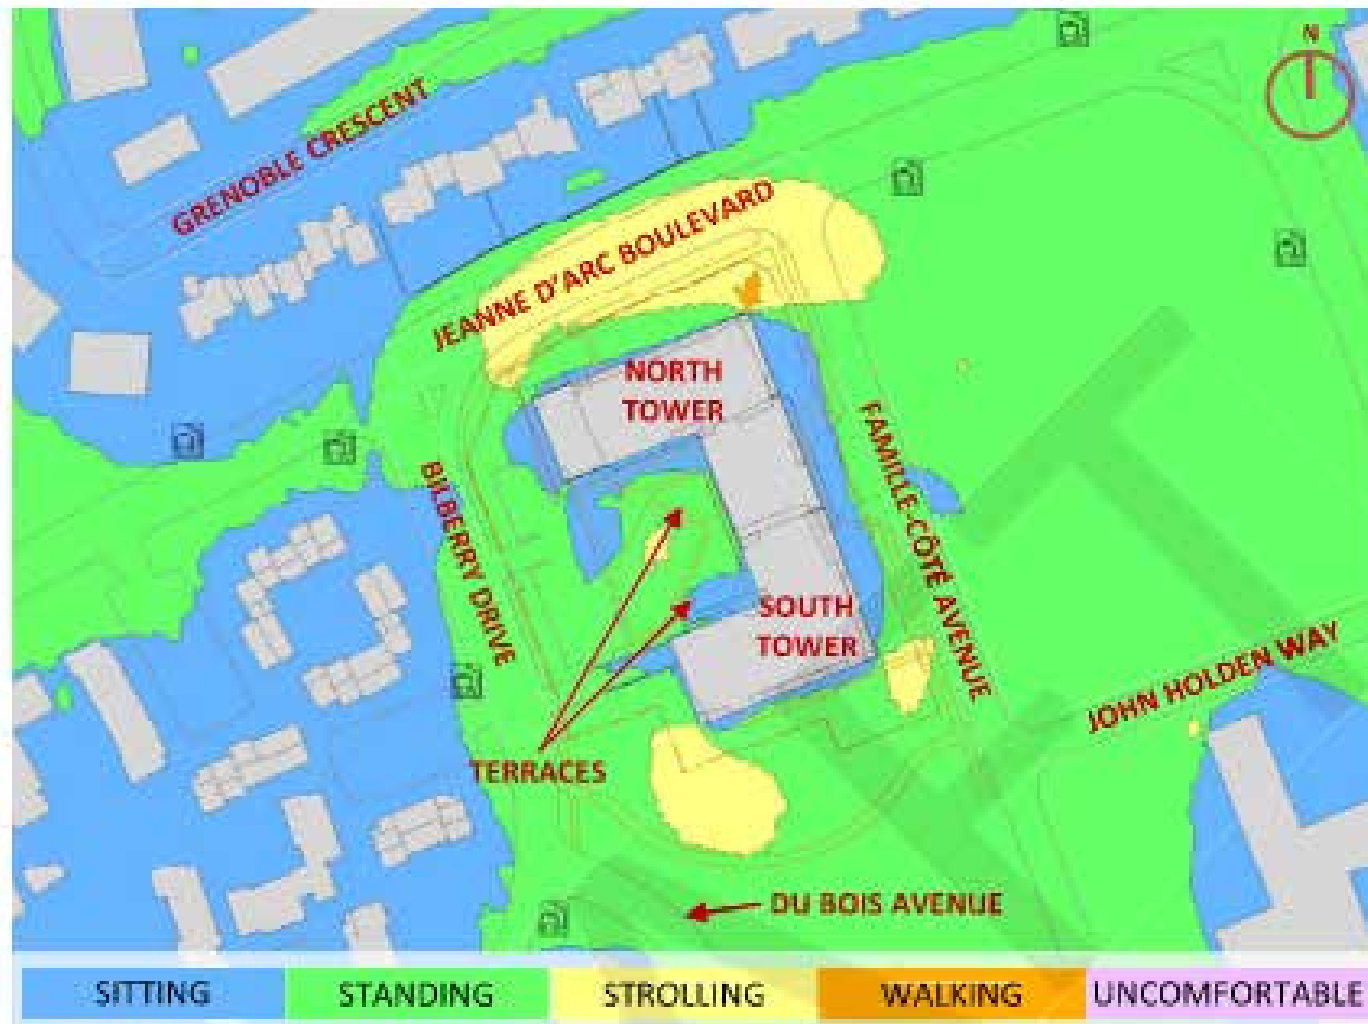 N
GRENOBLE CRESCENT
JEANNE D'ARC BOULEVARD
NORTH
TOWER
FAMILLE-CÔTÉ AVENUE
BILBERRY DRIVE
SOUTH
TOWER
JOHN HOLDEN WAY
TERRACES
DU BOIS AVENUE
SITTING
STANDING
STROLLING
WALKING
UNCOMFORTABLE